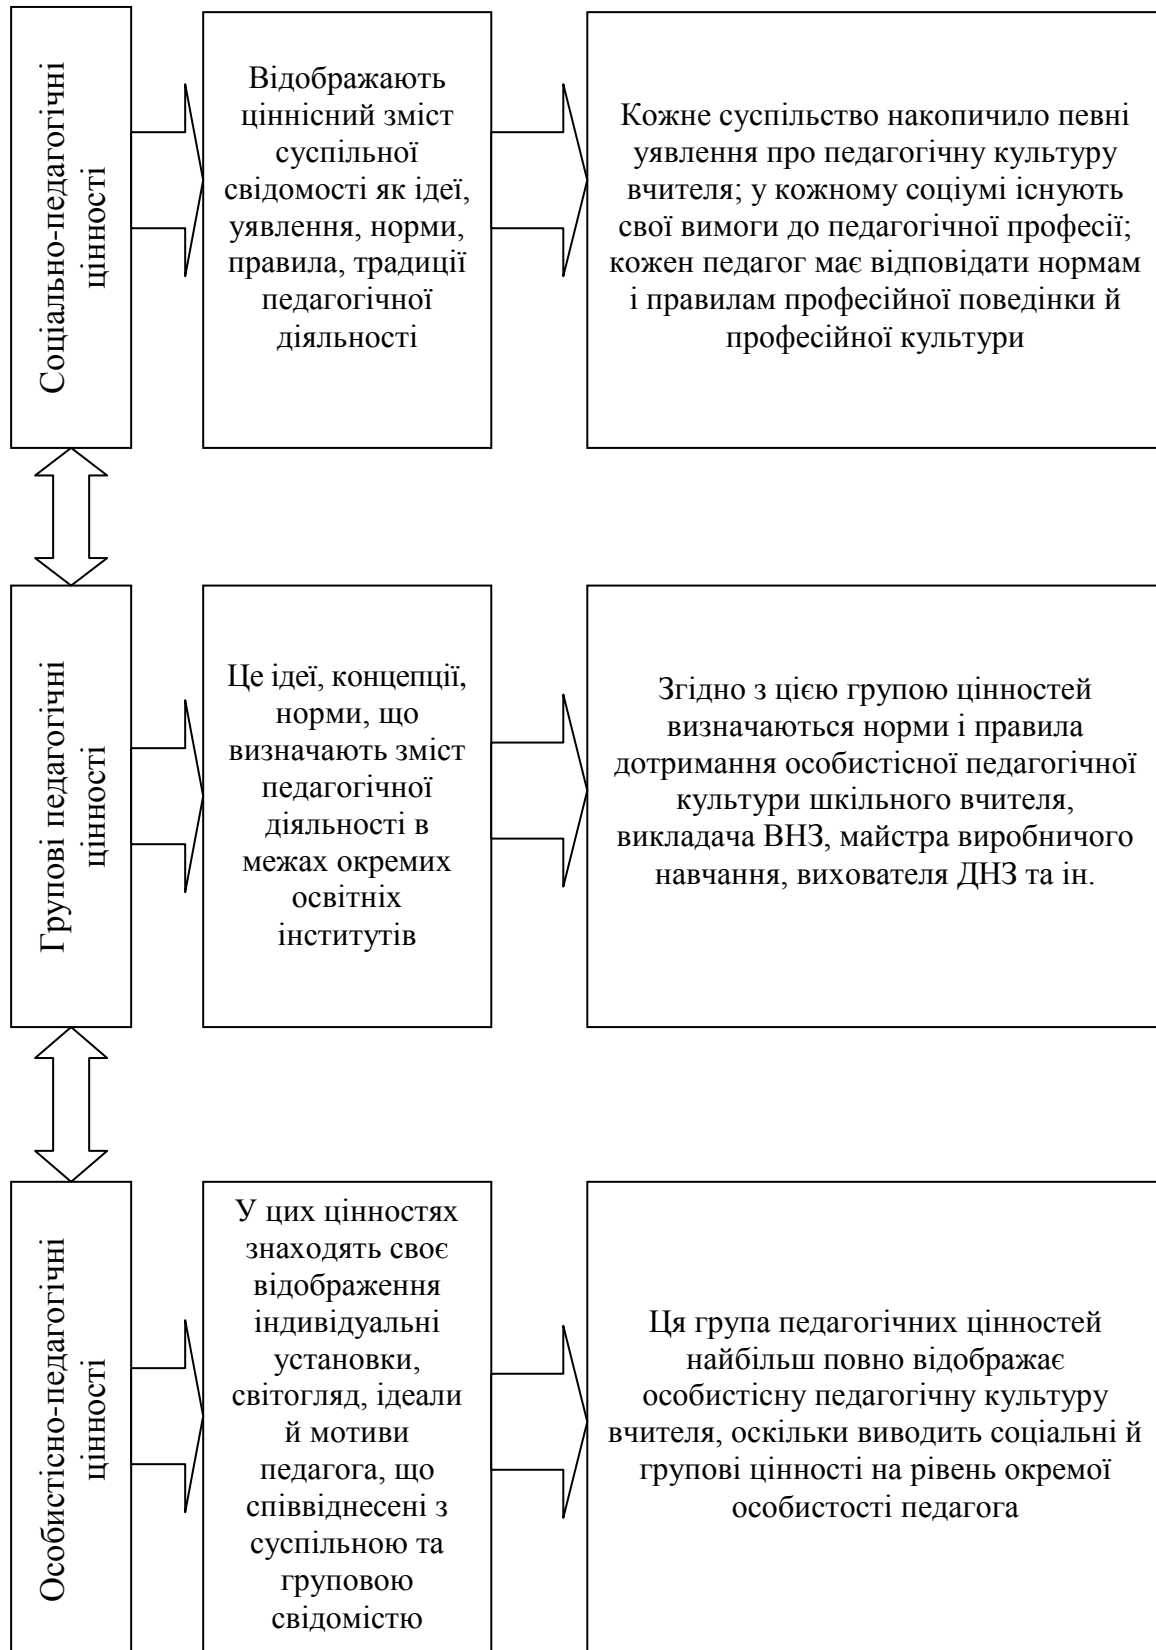 Соціально-педагогічні
цінності
Відображають
ціннісний зміст
суспільної
свідомості як ідеї,
уявлення, норми,
правила, традиції
педагогічної
діяльності
Кожне суспільство накопичило певні
уявлення про педагогічну культуру
вчителя; у кожному соціумі існують
свої вимоги до педагогічної професії;
кожен педагог має відповідати нормам
і правилам професійної поведінки й
професійної культури
Групові педагогічні
цінності
Це ідеї, концепції,
норми, що
визначають зміст
педагогічної
діяльності в
межах окремих
освітніх
інститутів
Згідно з цією групою цінностей
визначаються норми і правила
дотримання особистісної педагогічної
культури шкільного вчителя,
викладача ВНЗ, майстра виробничого
навчання, вихователя ДНЗ та ін.
Особистісно-педагогічні
цінності
У цих цінностях
знаходять своє
відображення
індивідуальні
установки,
світогляд, ідеали
й мотиви
педагога, що
співвіднесені з
суспільною та
груповою
свідомістю
Ця група педагогічних цінностей
найбільш повно відображає
особистісну педагогічну культуру
вчителя, оскільки виводить соціальні й
групові цінності на рівень окремої
особистості педагога